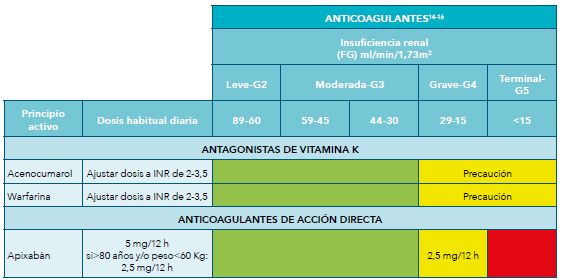 ANTICOAGULANTES14-16
Insuficiencia renal
(FG) ml/min/1,73m²
Leve-G2 Moderada-G3 Grave-G4 Terminal-
G5
Principio
activo
Dosis habitual diaria 89-60 59-45 44-30 29-15 <15
ANTAGONISTAS DE VITAMINA K
Acenocumarol Ajustar dosis a INR de 2-3,5 Precaución
Warfarina Ajustar dosis a INR de 2-3,5 Precaución
ANTICOAGULANTES DE ACCIÓN DIRECTA
Apixabán
5 mg/12 h
si>80 años y/o peso<60 Kg:
2,5 mg/12 h
2,5 mg/12 h